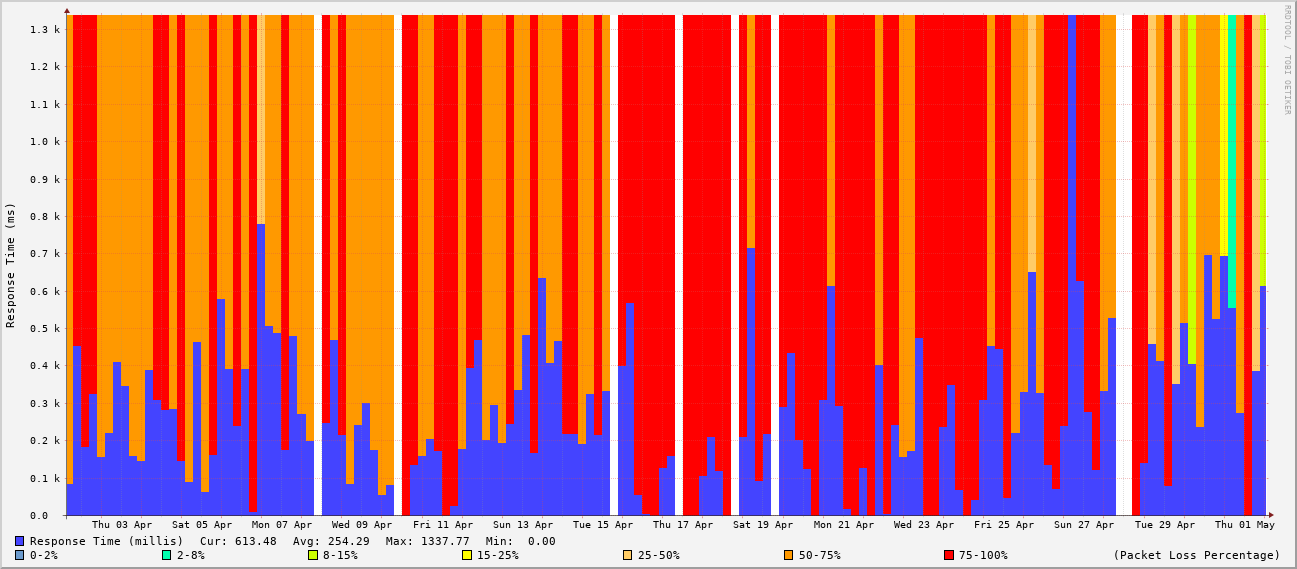 RRDTOOL / TOBI OETIKER
Response Time (ms)
1.3 k
1.2 k
1.1 k
1.0 k
0.9 k
0.8 k
0.7 k
0.6 k
0.5 k
0.4 k
0.3 k
0.2 k
0.1 k
0.0
Thu 03 Apr Sat 05 Apr Mon 07 Apr Wed 09 Apr Fri 11 Apr Sun 13 Apr Tue 15 Apr Thu 17 Apr Sat 19 Apr Mon 21 Apr Wed 23 Apr Fri 25 Apr Sun 27 Apr Tue 29 Apr Thu 01 May
Response Time (millis) Cur: 613.48 Avg: 254.29 Max: 1337.77 Min: 0.00
0-2% 2-8% 8-15% 15-25% 25-50% 50-75% 75-100% (Packet Loss Percentage)